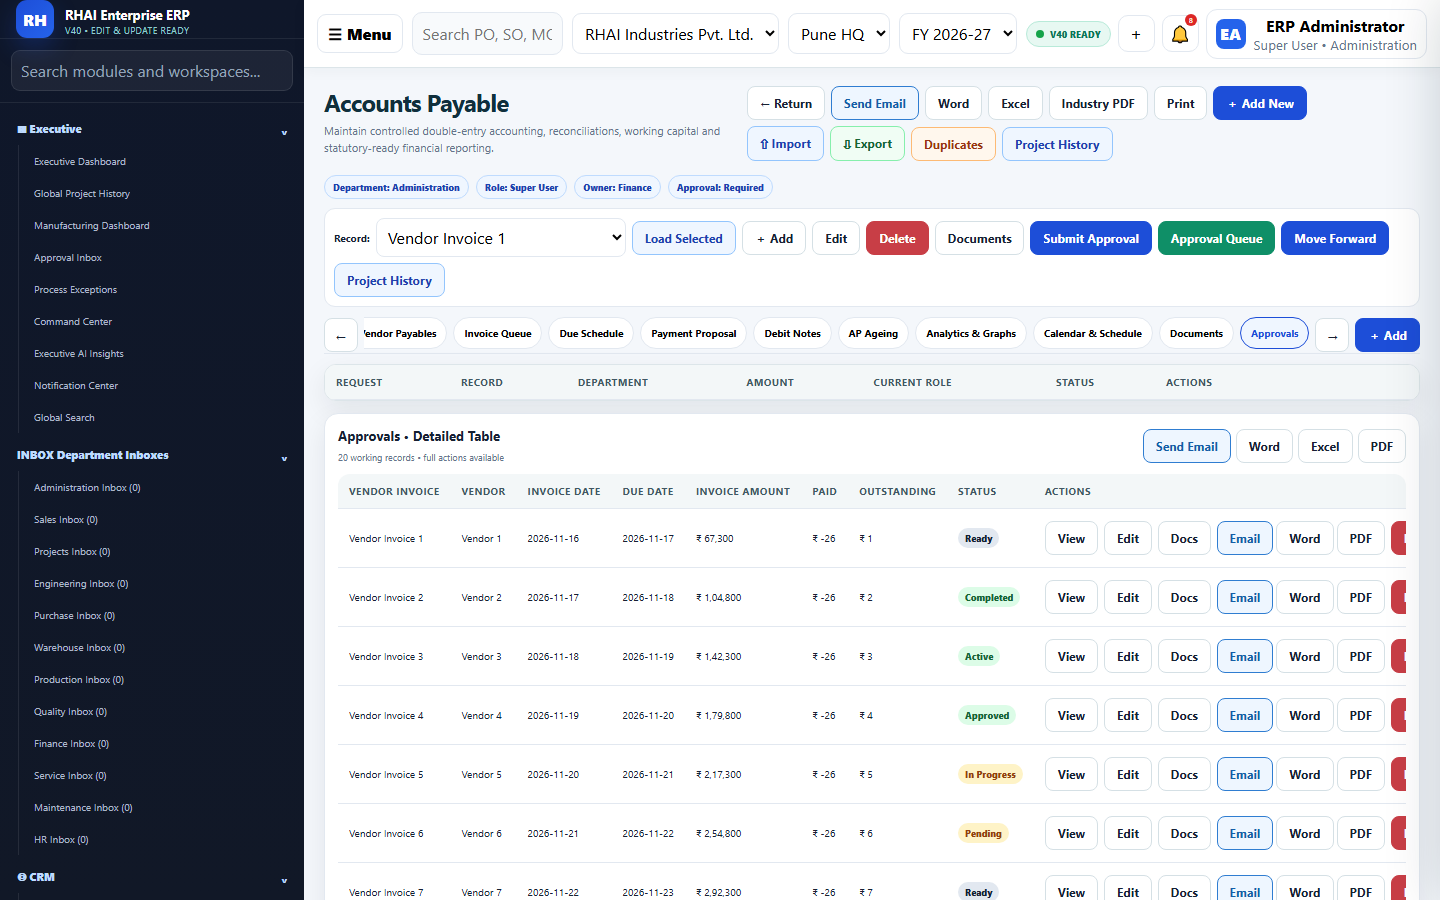 RH RHAI Enterprise ERP
V40 • EDIT & UPDATE READY
Search modules and workspaces...
Executive
Executive Dashboard
Global Project History
Manufacturing Dashboard
Approval Inbox
Process Exceptions
Command Center
Executive AI Insights
Notification Center
Global Search
INBOX Department Inboxes
Administration Inbox (0)
Sales Inbox (0)
Projects Inbox (0)
Engineering Inbox (0)
Purchase Inbox (0)
Warehouse Inbox (0)
Production Inbox (0)
Quality Inbox (0)
Finance Inbox (0)
Service Inbox (0)
Maintenance Inbox (0)
HR Inbox (0)
CRM
☰ Menu Search PO, SO, MO RHAI Industries Pvt. Ltd. Pune HQ FY 2026-27 V40 READY + 8 EA ERP Administrator
Super User • Administration
Accounts Payable
Maintain controlled double-entry accounting, reconciliations, working capital and
statutory-ready financial reporting.
← Return Send Email Word Excel Industry PDF Print + Add New
⇧ Import ⇩ Export Duplicates Project History
Department: Administration Role: Super User Owner: Finance Approval: Required
Record: Vendor Invoice 1 Load Selected + Add Edit Delete Documents Submit Approval Approval Queue Move Forward
Project History
← endor Payables Invoice Queue Due Schedule Payment Proposal Debit Notes AP Ageing Analytics & Graphs Calendar & Schedule Documents Approvals → + Add
REQUEST RECORD DEPARTMENT AMOUNT CURRENT ROLE STATUS ACTIONS
Approvals • Detailed Table
20 working records • full actions available
Send Email Word Excel PDF
VENDOR INVOICE VENDOR INVOICE DATE DUE DATE INVOICE AMOUNT PAID OUTSTANDING STATUS ACTIONS
Vendor Invoice 1 Vendor 1 2026-11-16 2026-11-17 ₹ 67,300 ₹ -26 ₹ 1 Ready View Edit Docs Email Word PDF
Vendor Invoice 2 Vendor 2 2026-11-17 2026-11-18 ₹ 1,04,800 ₹ -26 ₹ 2 Completed View Edit Docs Email Word PDF
Vendor Invoice 3 Vendor 3 2026-11-18 2026-11-19 ₹ 1,42,300 ₹ -26 ₹ 3 Active View Edit Docs Email Word PDF
Vendor Invoice 4 Vendor 4 2026-11-19 2026-11-20 ₹ 1,79,800 ₹ -26 ₹ 4 Approved View Edit Docs Email Word PDF
Vendor Invoice 5 Vendor 5 2026-11-20 2026-11-21 ₹ 2,17,300 ₹ -26 ₹ 5 In Progress View Edit Docs Email Word PDF
Vendor Invoice 6 Vendor 6 2026-11-21 2026-11-22 ₹ 2,54,800 ₹ -26 ₹ 6 Pending View Edit Docs Email Word PDF
Vendor Invoice 7 Vendor 7 2026-11-22 2026-11-23 ₹ 2,92,300 ₹ -26 ₹ 7 Ready View Edit Docs Email Word PDF